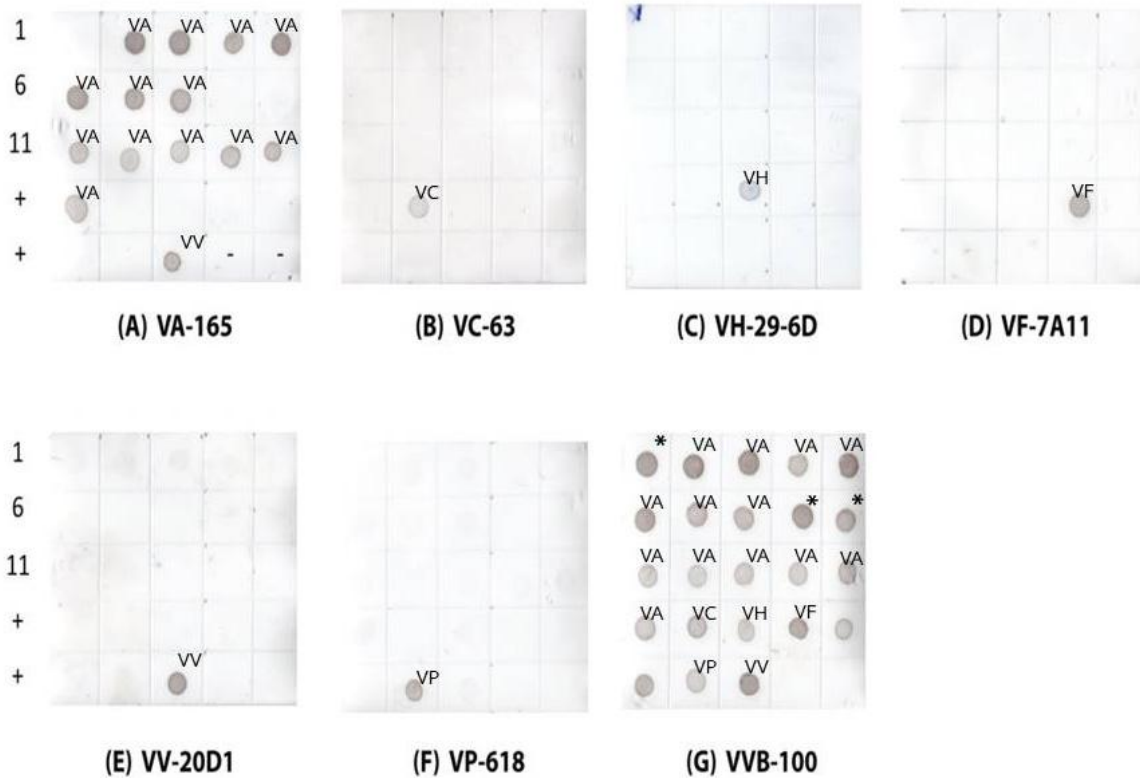 1 VA VA VA VA
6 VA VA VA
11 VA VA VA VA VA
+ VA
+ VV - -
VC
VH
VF
(A) VA-165 (B) VC-63 (C) VH-29-6D (D) VF-7A11
1 * VA VA VA VA
6 VA VA VA * *
11 VA VA VA VA VA
+ VA VC VH VF
+ VV VP VP VV
(E) VV-20D1 (F) VP-618 (G) VVB-100